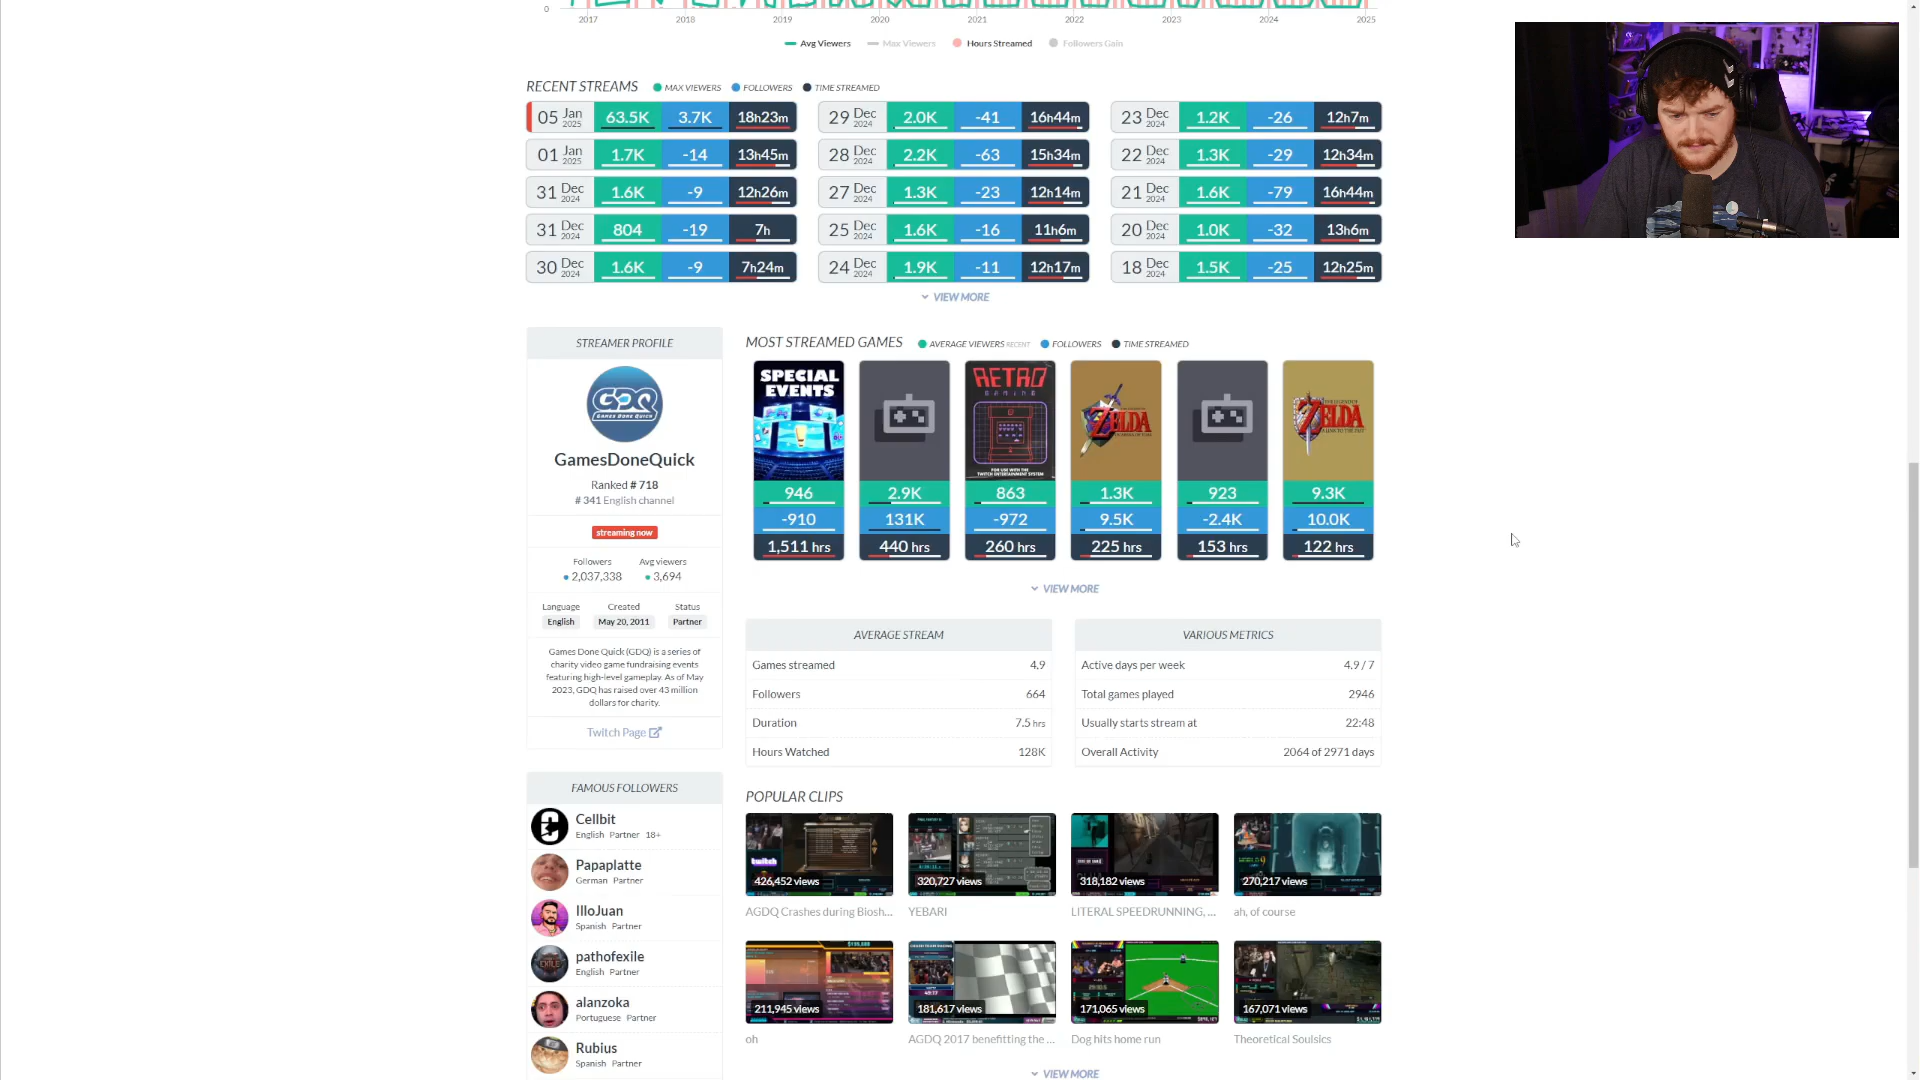 0
2017 2018 2019 2020 2021 2022 2023 2024 2025
Avg Viewers Max Viewers Hours Streamed Followers Gain
RECENT STREAMS MAX VIEWERS FOLLOWERS TIME STREAMED
05 Jan 2025 63.5K 3.7K 18h23m
01 Jan 2025 1.7K -14 13h45m
31 Dec 2024 1.6K -9 12h26m
31 Dec 2024 804 -19 7h
30 Dec 2024 1.6K -9 7h24m
29 Dec 2024 2.0K -41 16h44m
28 Dec 2024 2.2K -63 15h34m
27 Dec 2024 1.3K -23 12h14m
25 Dec 2024 1.6K -16 11h6m
24 Dec 2024 1.9K -11 12h17m
23 Dec 2024 1.2K -26 12h7m
22 Dec 2024 1.3K -29 12h34m
21 Dec 2024 1.6K -79 16h44m
20 Dec 2024 1.0K -32 13h6m
18 Dec 2024 1.5K -25 12h25m
VIEW MORE
STREAMER PROFILE
GDQ
GAMES DONE QUICK
GamesDoneQuick
Ranked # 718
# 341 English channel
streaming now
Followers Avg viewers
2,037,338 3,694
Language Created Status
English May 20, 2011 Partner
Games Done Quick (GDQ) is a series
of charity video game fundraising events
featuring high-level gameplay. As of May
2023, GDQ has raised over 43 million
dollars for charity.
Twitch Page
FAMOUS FOLLOWERS
Cellbit
English Partner 18+
Papaplatte
German Partner
IlloJuan
Spanish Partner
pathofexile
English Partner
alanzoka
Portuguese Partner
Rubius
Spanish Partner
MOST STREAMED GAMES AVERAGE VIEWERS RECENT FOLLOWERS TIME STREAMED
SPECIAL
EVENTS
RETRO
GAMING
ZELDA
ZELDA
946 2.9K 863 1.3K 923 9.3K
-910 131K -972 9.5K -2.4K 10.0K
1,511 hrs 440 hrs 260 hrs 225 hrs 153 hrs 122 hrs
VIEW MORE
AVERAGE STREAM
Games streamed 4.9
Followers 664
Duration 7.5 hrs
Hours Watched 128K
VARIOUS METRICS
Active days per week 4.9 / 7
Total games played 2946
Usually starts stream at 22:48
Overall Activity 2064 of 2971 days
POPULAR CLIPS
twitch
426,452 views 320,727 views 318,182 views 270,217 views
AGDQ Crashes during Biosh... YEBARI LITERAL SPEEDRUNNING, ... ah, of course
211,945 views 181,617 views 171,065 views 167,071 views
oh AGDQ 2017 benefitting the ... Dog hits home run Theoretical Soulsics
VIEW MORE